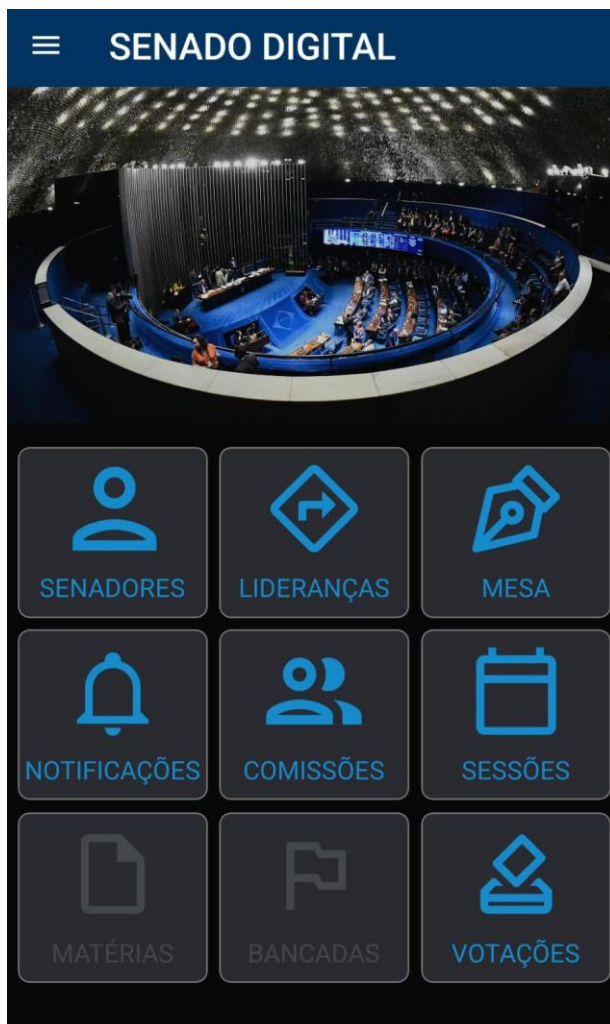 SENADO DIGITAL
SENADORES
LIDERANÇAS
MESA
NOTIFICAÇÕES
COMISSÕES
SESSÕES
MATÉRIAS
BANCADAS
VOTAÇÕES